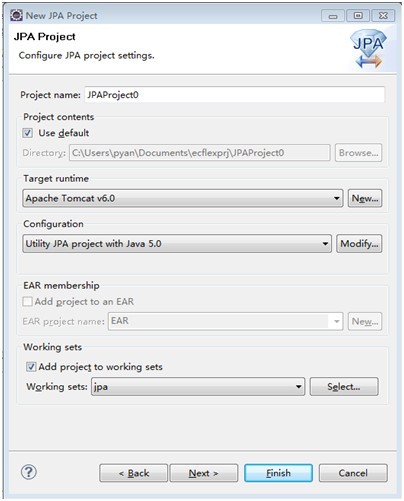 New JPA Project
JPA Project
Configure JPA project settings.
JPA
Project name: JPAProject0
Project contents
Use default
Directory: C:\Users\pyan\Documents\ecflexprj\JPAProject0 Browse...
Target runtime
Apache Tomcat v6.0 New...
Configuration
Utility JPA project with Java 5.0 Modify...
EAR membership
Add project to an EAR
EAR project name: EAR New...
Working sets
Add project to working sets
Working sets: jpa Select...
? < Back Next > Finish Cancel